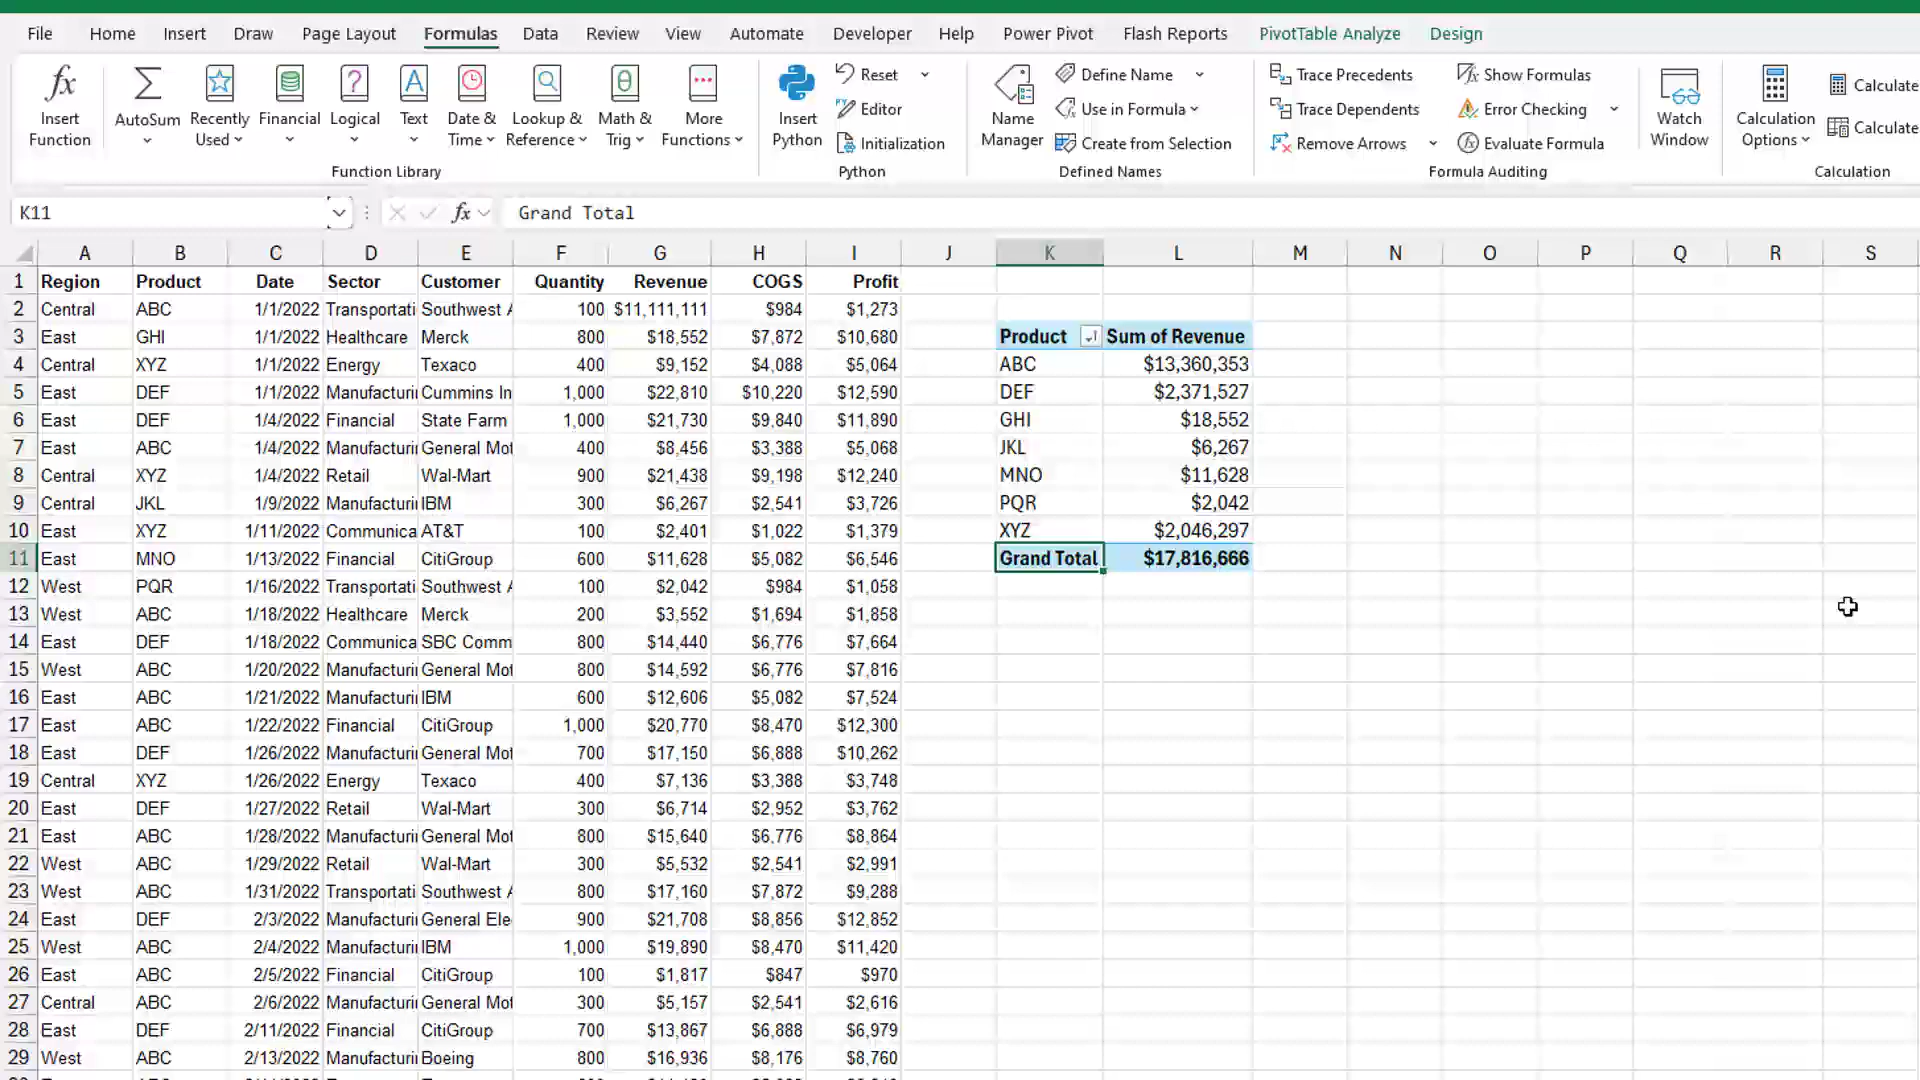 File Home Insert Draw Page Layout Formulas Data Review View Automate Developer Help Power Pivot Flash Reports PivotTable Analyze Design
Insert Function AutoSum Recently Used Financial Logical Text Date & Time Lookup & Reference Math & Trig More Functions
Function Library
Insert Python Reset Editor Initialization
Python
Name Manager Define Name Use in Formula Create from Selection
Defined Names
Trace Precedents Trace Dependents Remove Arrows Show Formulas Error Checking Evaluate Formula
Formula Auditing
Watch Window
Calculation Options Calculate Calculate
Calculation
K11 fx Grand Total
A B C D E F G H I J K L M N O P Q R S
1 Region Product Date Sector Customer Quantity Revenue COGS Profit
2 Central ABC 1/1/2022 Transportati Southwest A 100 $11,111,111 $984 $1,273
3 East GHI 1/1/2022 Healthcare Merck 800 $18,552 $7,872 $10,680 Product Sum of Revenue
4 Central XYZ 1/1/2022 Energy Texaco 400 $9,152 $4,088 $5,064 ABC $13,360,353
5 East DEF 1/1/2022 Manufacturi Cummins In 1,000 $22,810 $10,220 $12,590 DEF $2,371,527
6 East DEF 1/4/2022 Financial State Farm 1,000 $21,730 $9,840 $11,890 GHI $18,552
7 East ABC 1/4/2022 Manufacturi General Mot 400 $8,456 $3,388 $5,068 JKL $6,267
8 Central XYZ 1/4/2022 Retail Wal-Mart 900 $21,438 $9,198 $12,240 MNO $11,628
9 Central JKL 1/9/2022 Manufacturi IBM 300 $6,267 $2,541 $3,726 PQR $2,042
10 East XYZ 1/11/2022 Communica AT&T 100 $2,401 $1,022 $1,379 XYZ $2,046,297
11 East MNO 1/13/2022 Financial CitiGroup 600 $11,628 $5,082 $6,546 Grand Total $17,816,666
12 West PQR 1/16/2022 Transportati Southwest A 100 $2,042 $984 $1,058
13 West ABC 1/18/2022 Healthcare Merck 200 $3,552 $1,694 $1,858
14 East DEF 1/18/2022 Communica SBC Comm 800 $14,440 $6,776 $7,664
15 West ABC 1/20/2022 Manufacturi General Mot 800 $14,592 $6,776 $7,816
16 East ABC 1/21/2022 Manufacturi IBM 600 $12,606 $5,082 $7,524
17 East ABC 1/22/2022 Financial CitiGroup 1,000 $20,770 $8,470 $12,300
18 East DEF 1/26/2022 Manufacturi General Mot 700 $17,150 $6,888 $10,262
19 Central XYZ 1/26/2022 Energy Texaco 400 $7,136 $3,388 $3,748
20 East DEF 1/27/2022 Retail Wal-Mart 300 $6,714 $2,952 $3,762
21 East ABC 1/28/2022 Manufacturi General Mot 800 $15,640 $6,776 $8,864
22 West ABC 1/29/2022 Retail Wal-Mart 300 $5,532 $2,541 $2,991
23 West ABC 1/31/2022 Transportati Southwest A 800 $17,160 $7,872 $9,288
24 East DEF 2/3/2022 Manufacturi General Ele 900 $21,708 $8,856 $12,852
25 West ABC 2/4/2022 Manufacturi IBM 1,000 $19,890 $8,470 $11,420
26 East ABC 2/5/2022 Financial CitiGroup 100 $1,817 $847 $970
27 Central ABC 2/6/2022 Manufacturi General Mot 300 $5,157 $2,541 $2,616
28 East DEF 2/11/2022 Financial CitiGroup 700 $13,867 $6,888 $6,979
29 West ABC 2/13/2022 Manufacturi Boeing 800 $16,936 $8,176 $8,760